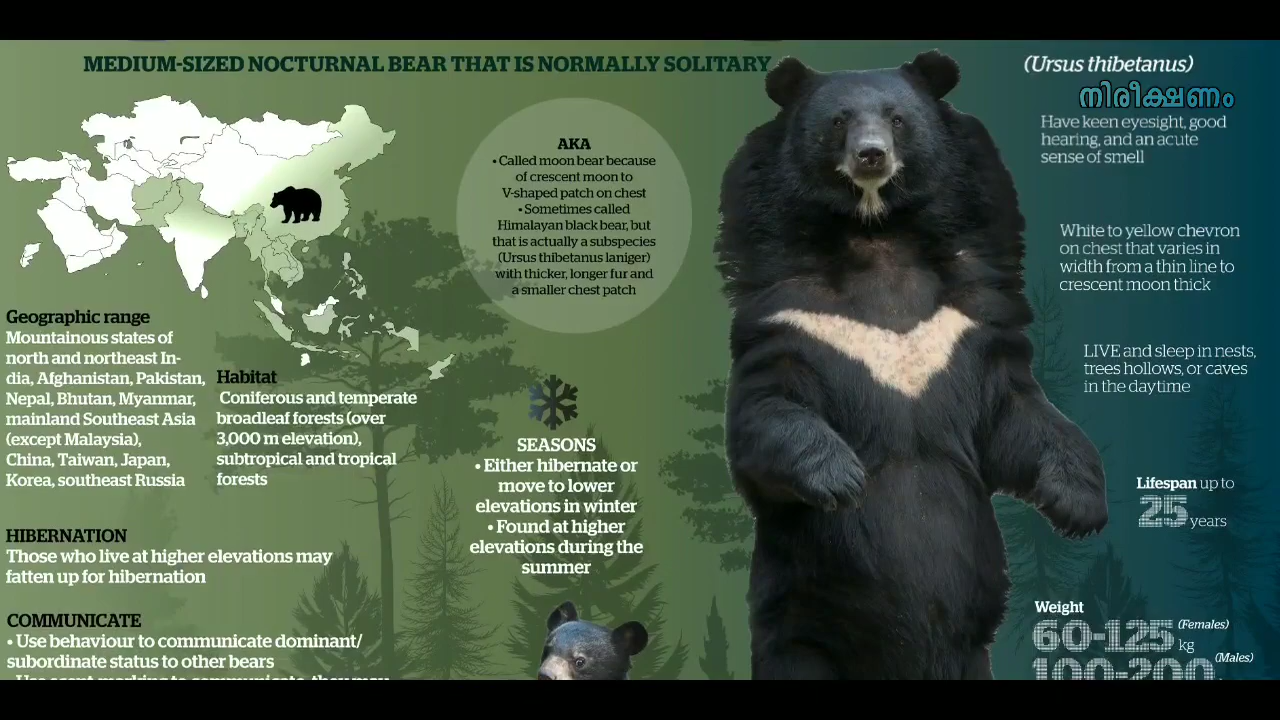 MEDIUM-SIZED NOCTURNAL BEAR THAT IS NORMALLY SOLITARY
(Ursus thibetanus)
നിരീക്ഷണം
Have keen eyesight, good
hearing, and an acute
sense of smell
AKA
• Called moon bear because
of crescent moon to
V-shaped patch on chest
• Sometimes called
Himalayan black bear, but
that is actually a subspecies
(Ursus thibetanus laniger)
with thicker, longer fur and
a smaller chest patch
White to yellow chevron
on chest that varies in
width from a thin line to
crescent moon thick
Geographic range
Mountainous states of
north and northeast In-
dia, Afghanistan, Pakistan,
Nepal, Bhutan, Myanmar,
mainland Southeast Asia
(except Malaysia),
China, Taiwan, Japan,
Korea, southeast Russia
Habitat
Coniferous and temperate
broadleaf forests (over
3,000 m elevation),
subtropical and tropical
forests
LIVE and sleep in nests,
trees hollows, or caves
in the daytime
SEASONS
• Either hibernate or
move to lower
elevations in winter
• Found at higher
elevations during the
summer
Lifespan up to
25 years
HIBERNATION
Those who live at higher elevations may
fatten up for hibernation
COMMUNICATE
• Use behaviour to communicate dominant/
subordinate status to other bears
• Use scent marking to communicate, they may
Weight
60-125 kg (Females)
100-200 (Males)